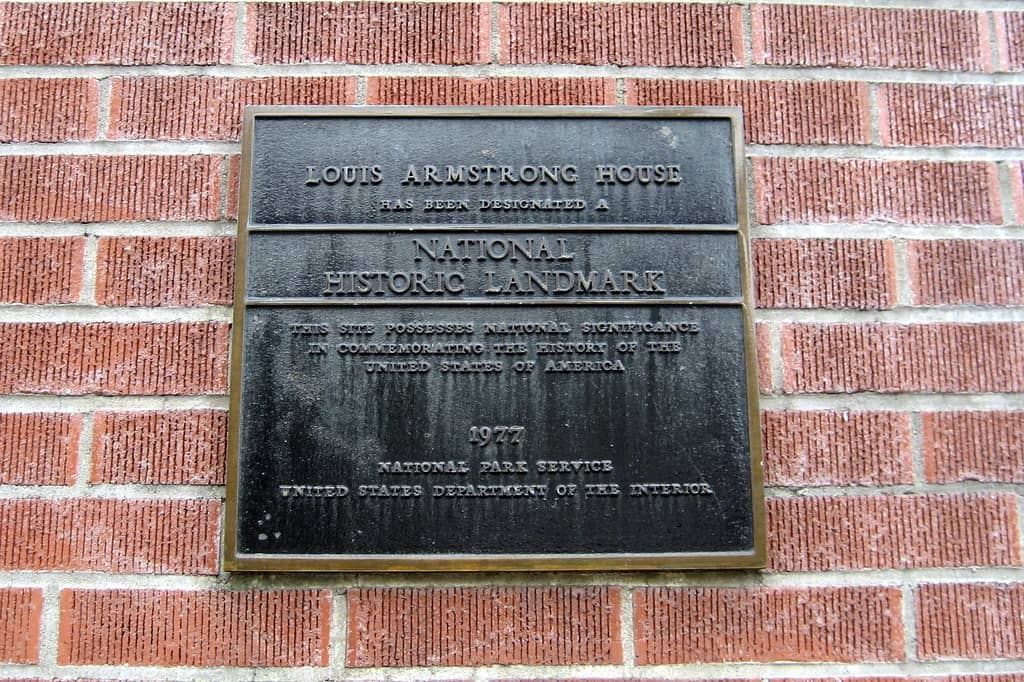 LOUIS ARMSTRONG HOUSE
HAS BEEN DESIGNATED A
NATIONAL
HISTORIC LANDMARK
THIS SITE POSSESSES NATIONAL SIGNIFICANCE
IN COMMEMORATING THE HISTORY OF THE
UNITED STATES OF AMERICA
1977
NATIONAL PARK SERVICE
UNITED STATES DEPARTMENT OF THE INTERIOR